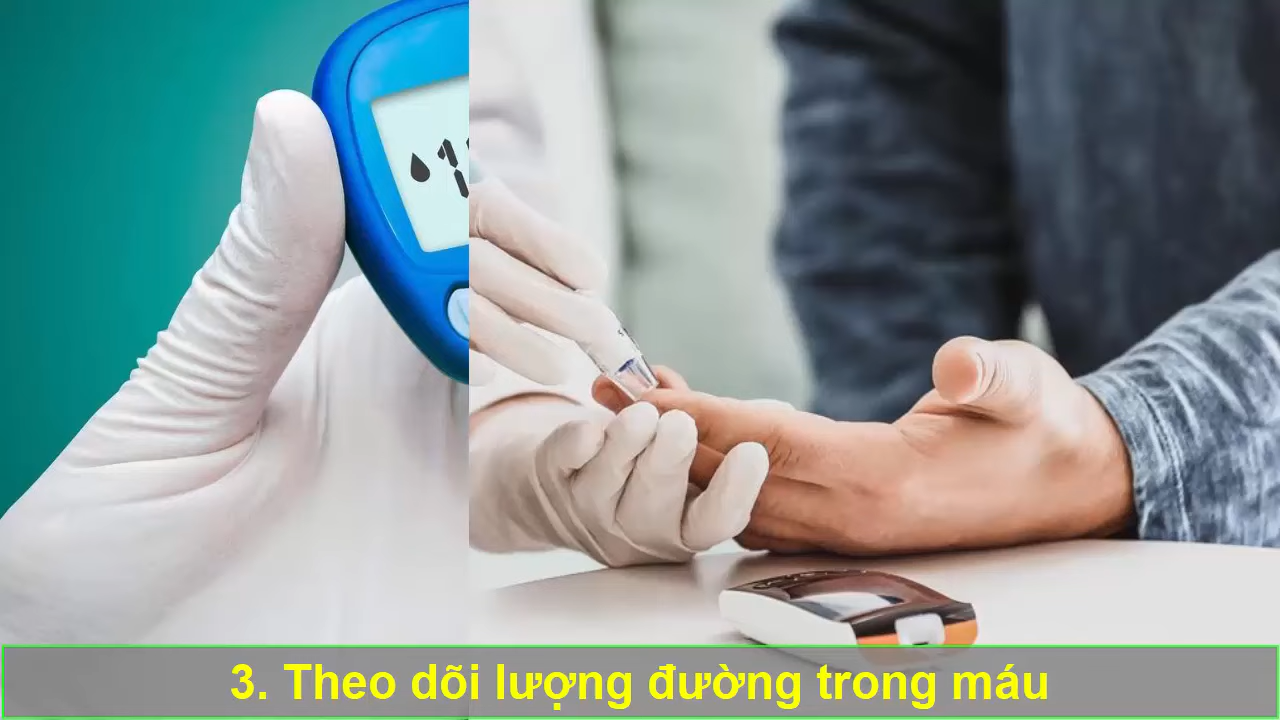 3. Theo dõi lượng đường trong máu